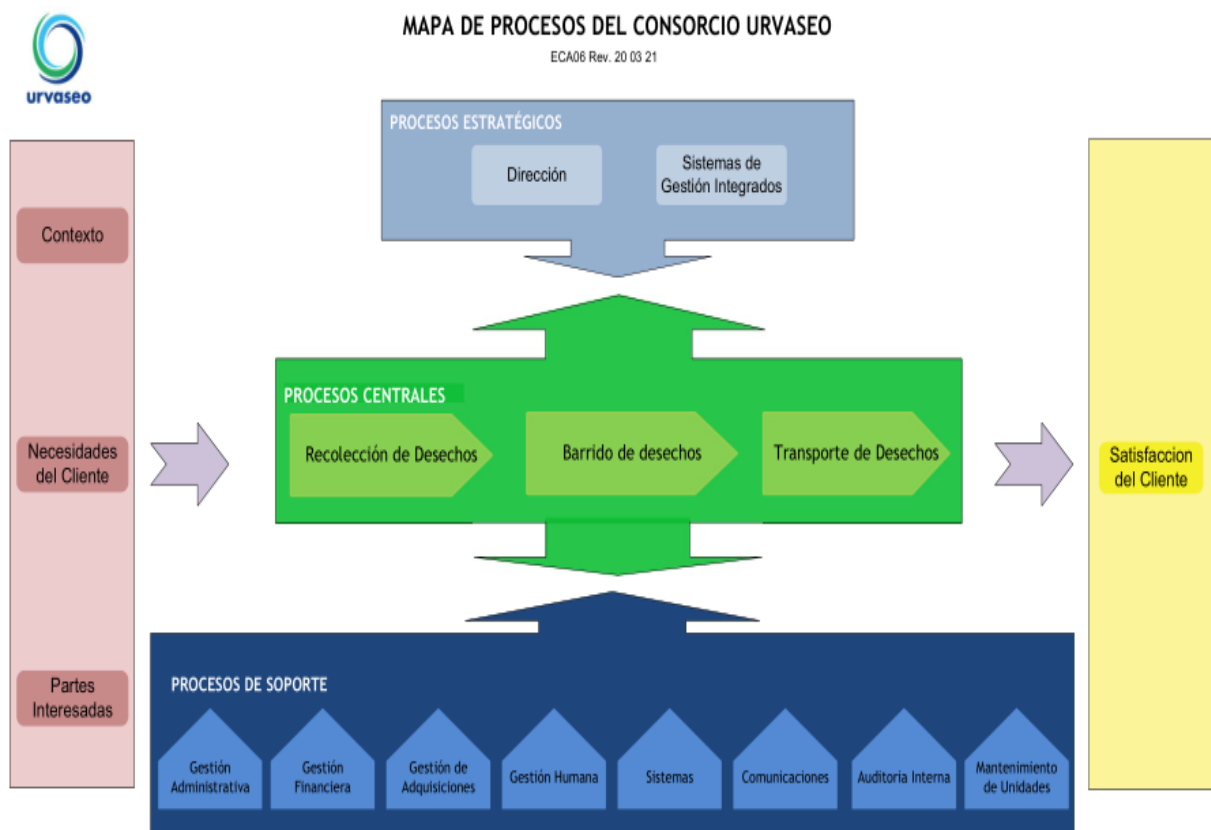 MAPA DE PROCESOS DEL CONSORCIO URVASEO
ECA06 Rev. 20 03 21
urvaseo
PROCESOS ESTRATÉGICOS
Dirección
Sistemas de
Gestión Integrados
Contexto
Necesidades
del Cliente
Partes
Interesadas
PROCESOS CENTRALES
Recolección de Desechos
Barrido de desechos
Transporte de Desechos
Satisfaccion
del Cliente
PROCESOS DE SOPORTE
Gestión
Administrativa
Gestión
Financiera
Gestión de
Adquisiciones
Gestión Humana
Sistemas
Comunicaciones
Auditoria Interna
Mantenimiento
de Unidades